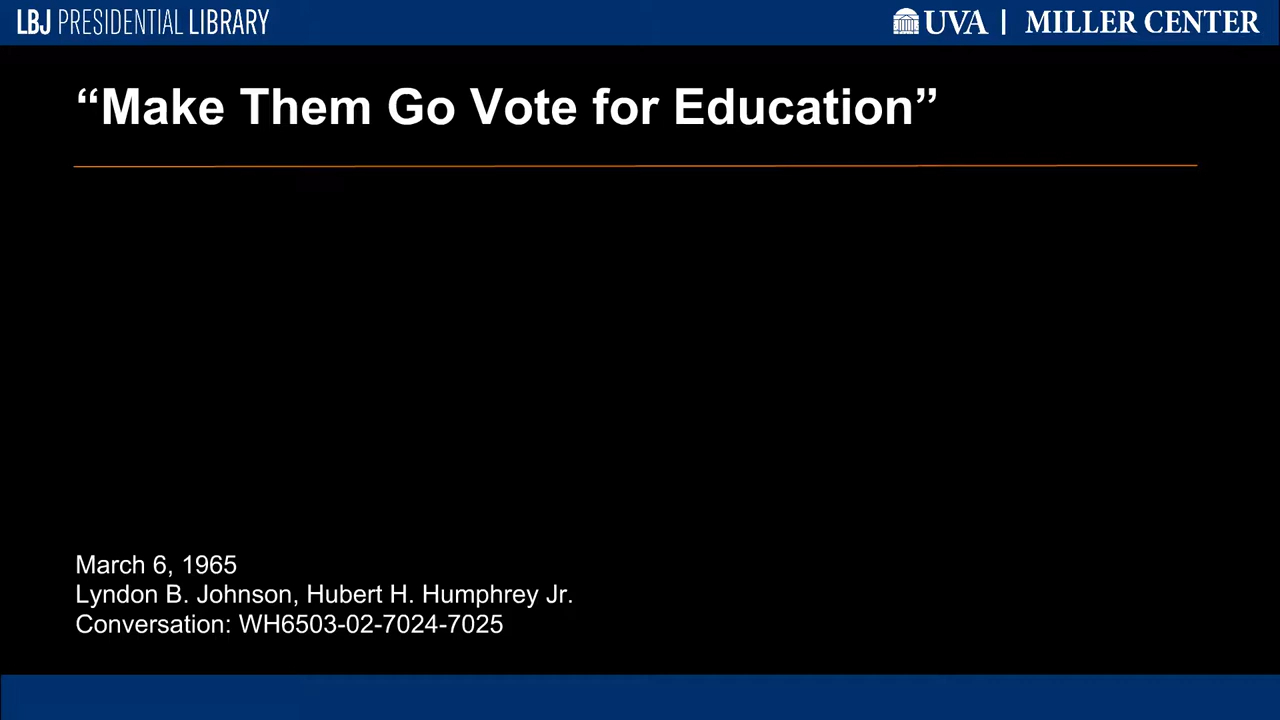 LBJ PRESIDENTIAL LIBRARY
UVA | MILLER CENTER
“Make Them Go Vote for Education”
March 6, 1965
Lyndon B. Johnson, Hubert H. Humphrey Jr.
Conversation: WH6503-02-7024-7025